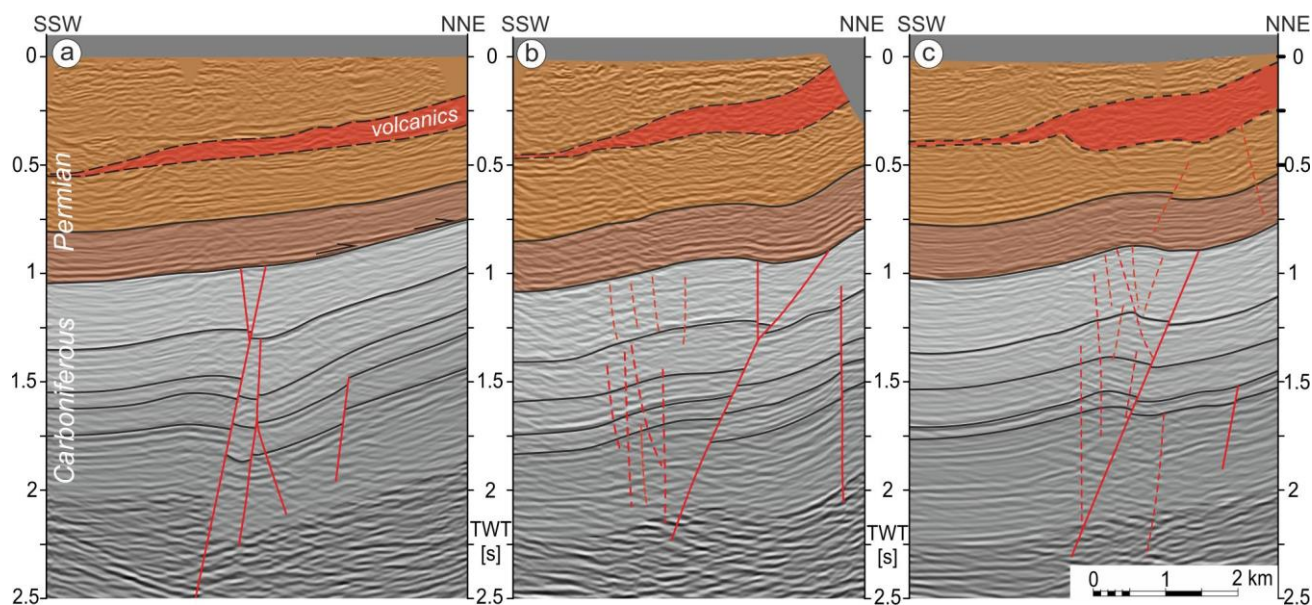 SSW NNE SSW NNE SSW NNE
a b c
0 0 0 0
volcanics
0.5 0.5 0.5 0.5
Permian
1 1 1 1
Carboniferous
1.5 1.5 1.5 1.5
2 2 2 2
TWT TWT
[s] [s]
0 1 2 km
2.5 2.5 2.5 2.5